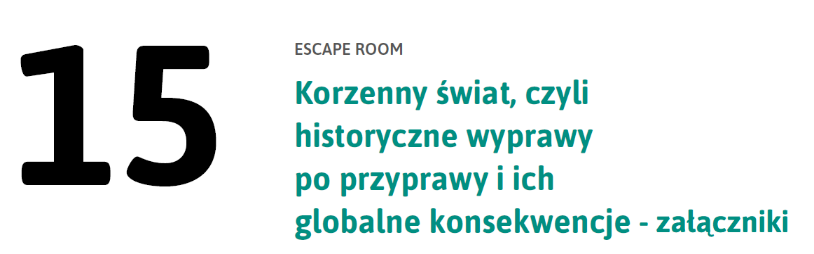 15
ESCAPE ROOM
Korzenny świat, czyli
historyczne wyprawy
po przyprawy i ich
globalne konsekwencje - załączniki